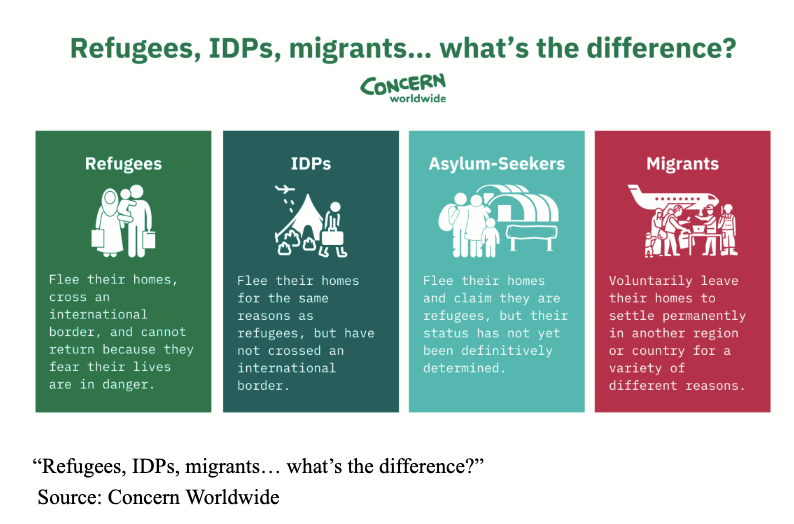 Refugees, IDPs, migrants... what's the difference?
CONCERN
worldwide
Refugees
Flee their homes,
cross an
international
border, and cannot
return because they
fear their lives
are in danger.
IDPs
Flee their homes
for the same
reasons as
refugees, but have
not crossed an
international
border.
Asylum-Seekers
Flee their homes
and claim they are
refugees, but their
status has not yet
been definitively
determined.
Migrants
Voluntarily leave
their homes to
settle permanently
in another region
or country for a
variety of
different reasons.
“Refugees, IDPs, migrants… what’s the difference?”
Source: Concern Worldwide